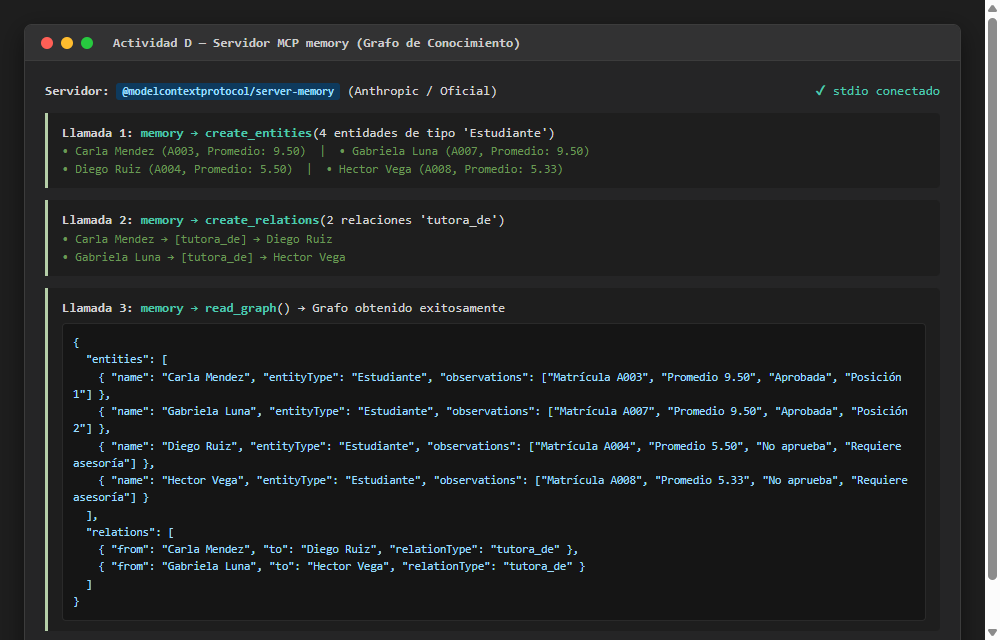 Actividad D — Servidor MCP memory (Grafo de Conocimiento)
Servidor: @modelcontextprotocol/server-memory (Anthropic / Oficial) ✓ stdio conectado
Llamada 1: memory → create_entities(4 entidades de tipo 'Estudiante')
• Carla Mendez (A003, Promedio: 9.50) | • Gabriela Luna (A007, Promedio: 9.50)
• Diego Ruiz (A004, Promedio: 5.50) | • Hector Vega (A008, Promedio: 5.33)
Llamada 2: memory → create_relations(2 relaciones 'tutora_de')
• Carla Mendez → [tutora_de] → Diego Ruiz
• Gabriela Luna → [tutora_de] → Hector Vega
Llamada 3: memory → read_graph() → Grafo obtenido exitosamente
{
"entities": [
{ "name": "Carla Mendez", "entityType": "Estudiante", "observations": ["Matrícula A003", "Promedio 9.50", "Aprobada", "Posición
1"] },
{ "name": "Gabriela Luna", "entityType": "Estudiante", "observations": ["Matrícula A007", "Promedio 9.50", "Aprobada", "Posición
2"] },
{ "name": "Diego Ruiz", "entityType": "Estudiante", "observations": ["Matrícula A004", "Promedio 5.50", "No aprueba", "Requiere
asesoría"] },
{ "name": "Hector Vega", "entityType": "Estudiante", "observations": ["Matrícula A008", "Promedio 5.33", "No aprueba", "Requiere
asesoría"] }
],
"relations": [
{ "from": "Carla Mendez", "to": "Diego Ruiz", "relationType": "tutora_de" },
{ "from": "Gabriela Luna", "to": "Hector Vega", "relationType": "tutora_de" }
]
}